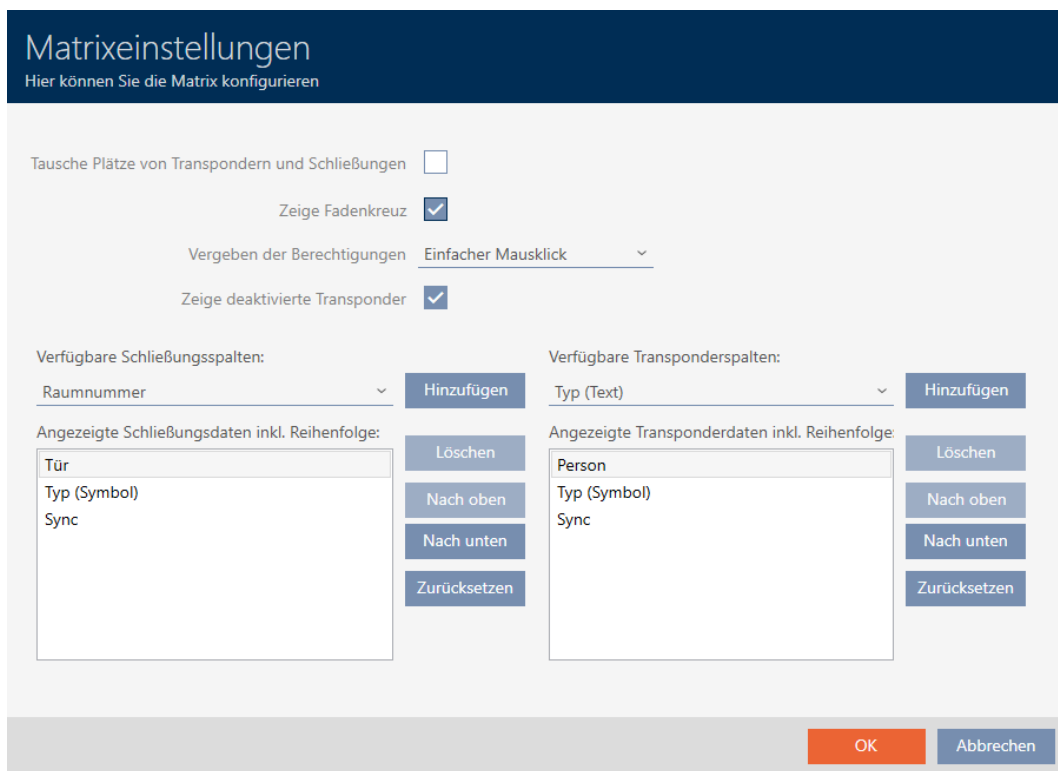 Matrixeinstellungen
Hier können Sie die Matrix konfigurieren
Tausche Plätze von Transpondern und Schließungen
Zeige Fadenkreuz
Vergeben der Berechtigungen Einfacher Mausklick
Zeige deaktivierte Transponder
Verfügbare Schließungsspalten:
Raumnummer
Hinzufügen
Angezeigte Schließungsdaten inkl. Reihenfolge:
Tür
Typ (Symbol)
Sync
Löschen
Nach oben
Nach unten
Zurücksetzen
Verfügbare Transponderspalten:
Typ (Text)
Hinzufügen
Angezeigte Transponderdaten inkl. Reihenfolge:
Person
Typ (Symbol)
Sync
Löschen
Nach oben
Nach unten
Zurücksetzen
OK
Abbrechen